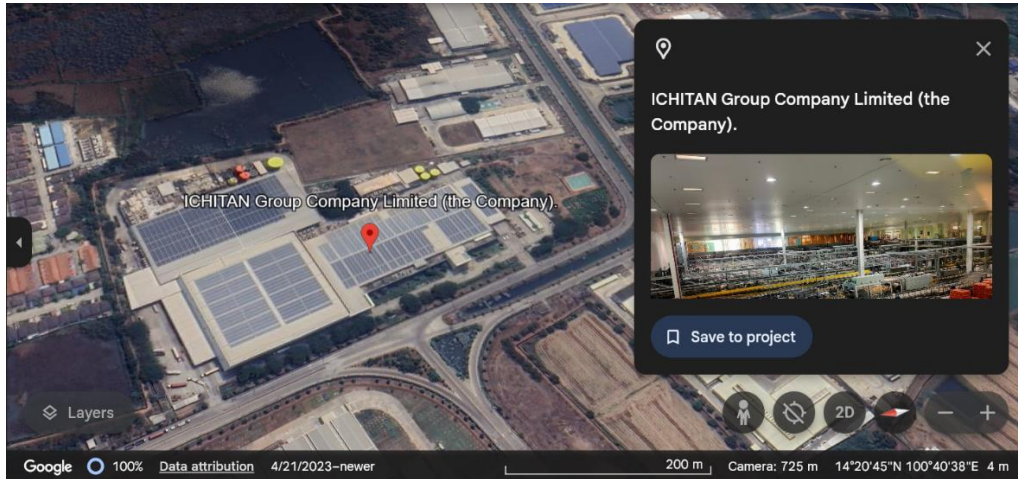 ICHITAN Group Company Limited (the
Company).
ICHITAN Group Company Limited (the Company).
Save to project
Layers
2D
Google 100% Data attribution 4/21/2023–newer 200 m Camera: 725 m 14°20'45"N 100°40'38"E 4 m